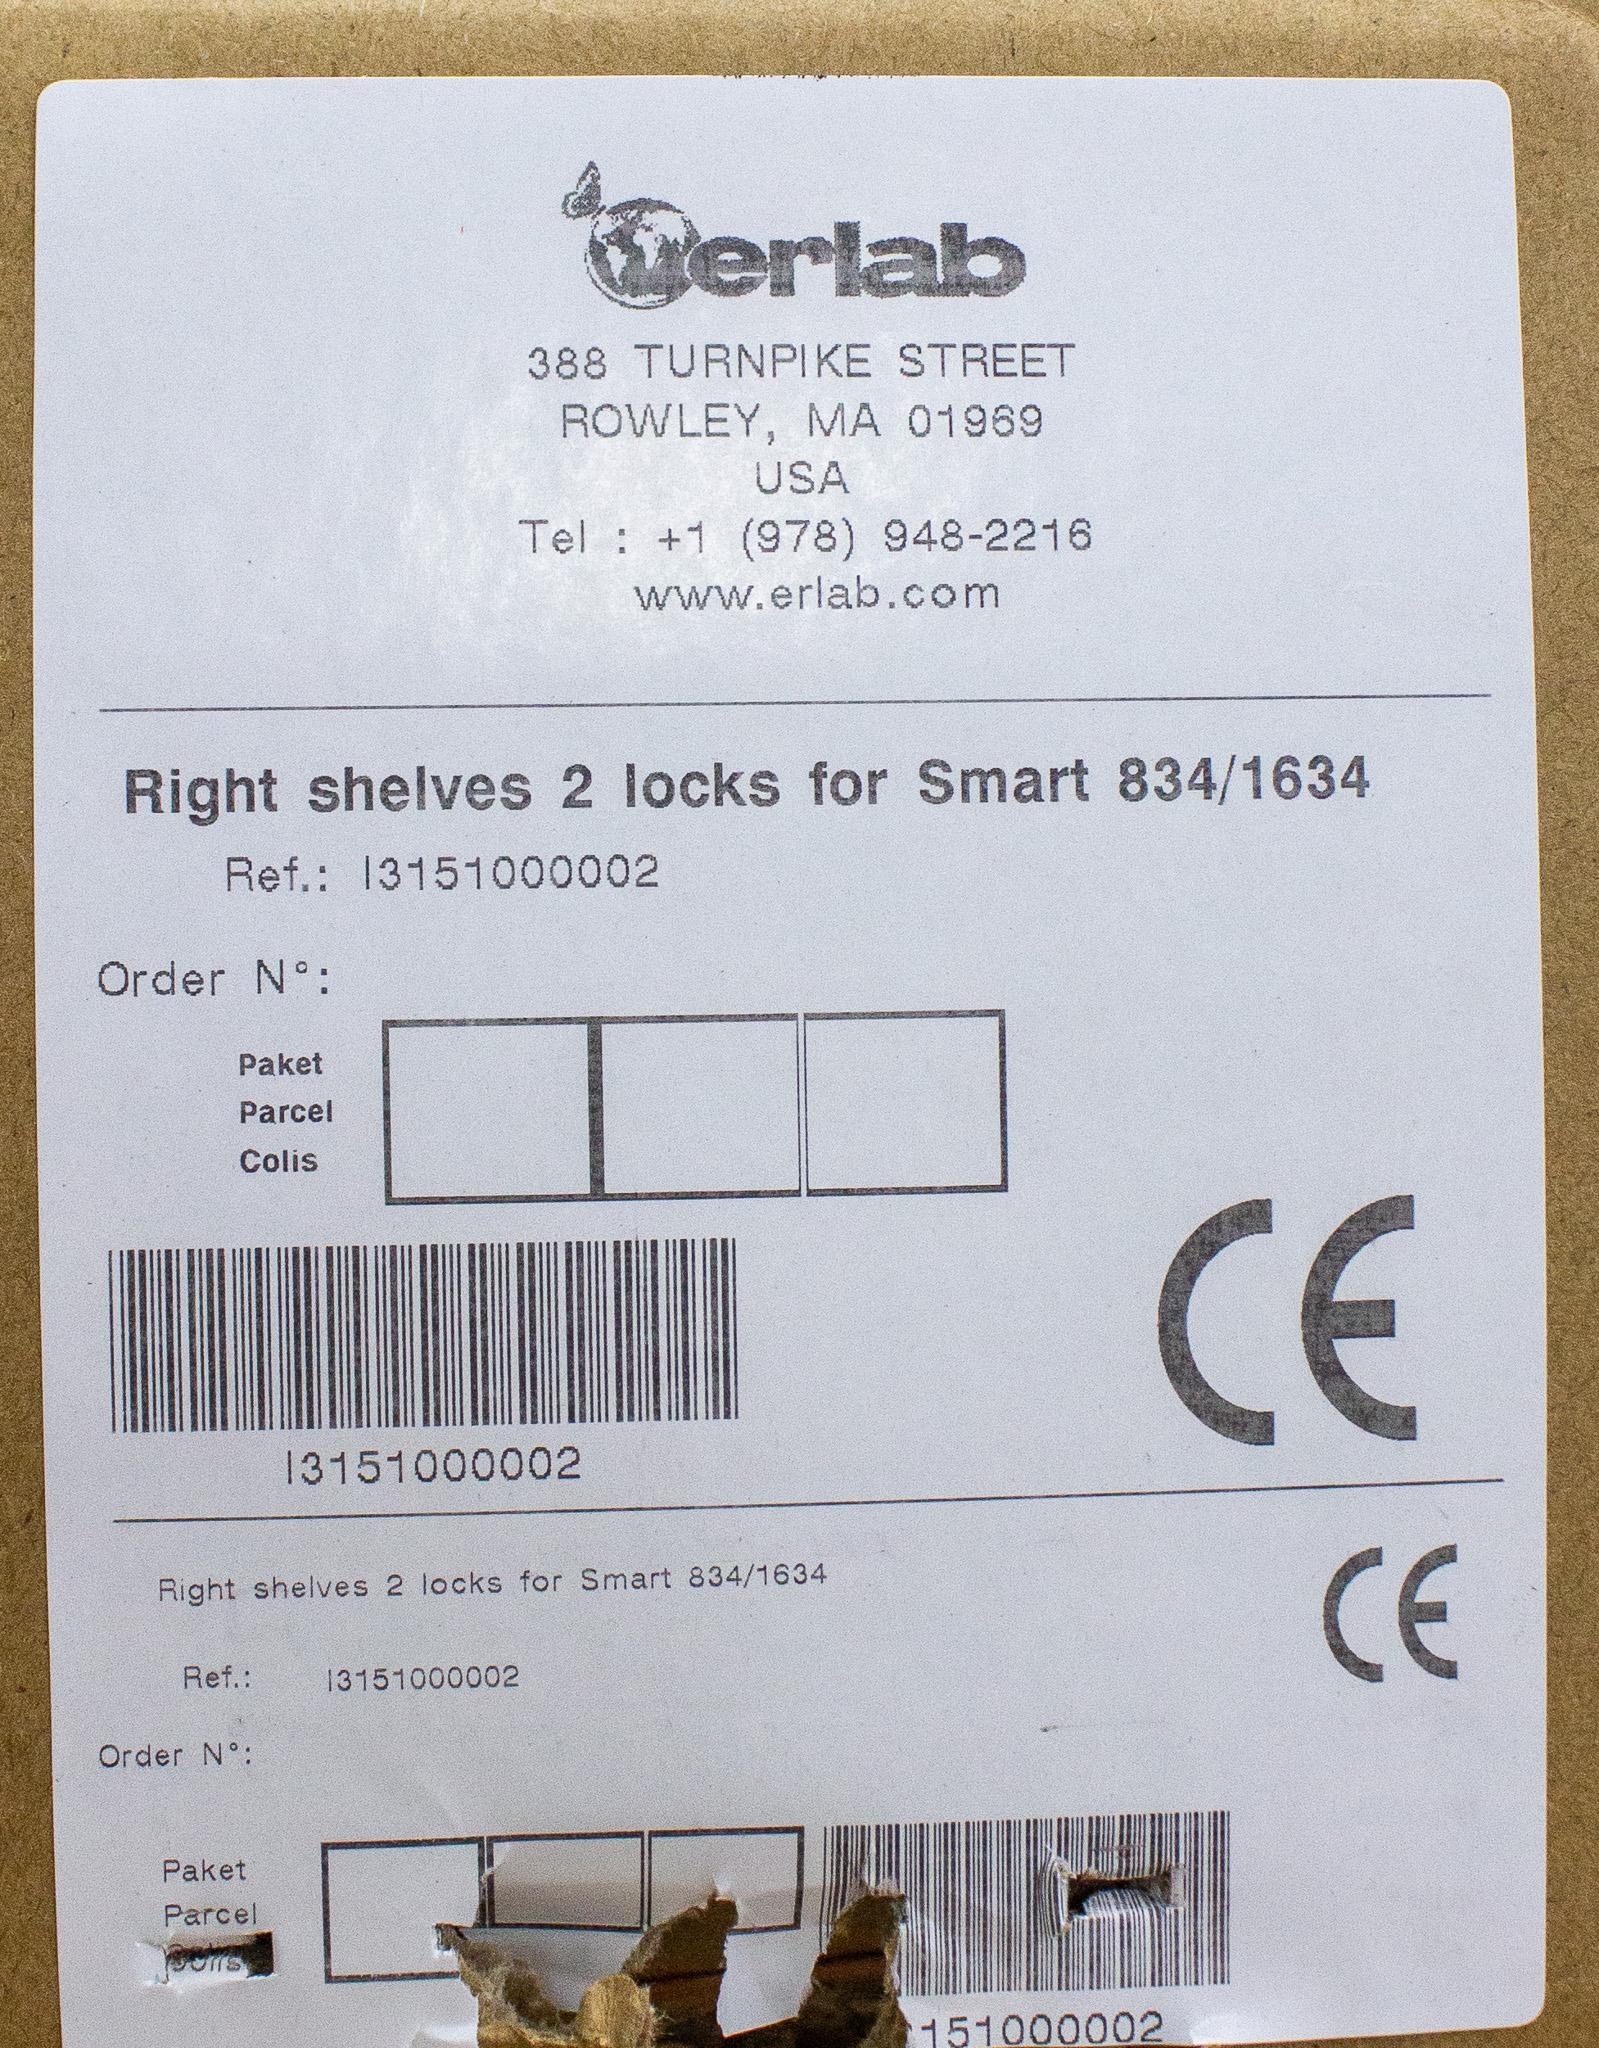 erlab
388 TURNPIKE STREET
ROWLEY, MA 01969
USA
Tel : +1 (978) 948-2216
www.erlab.com
Right shelves 2 locks for Smart 834/1634
Ref.: I3151000002
Order N°:
Paket
Parcel
Colis
I3151000002
CE
Right shelves 2 locks for Smart 834/1634
CE
Ref.: I3151000002
Order N°:
Paket
Parcel
Colis
151000002